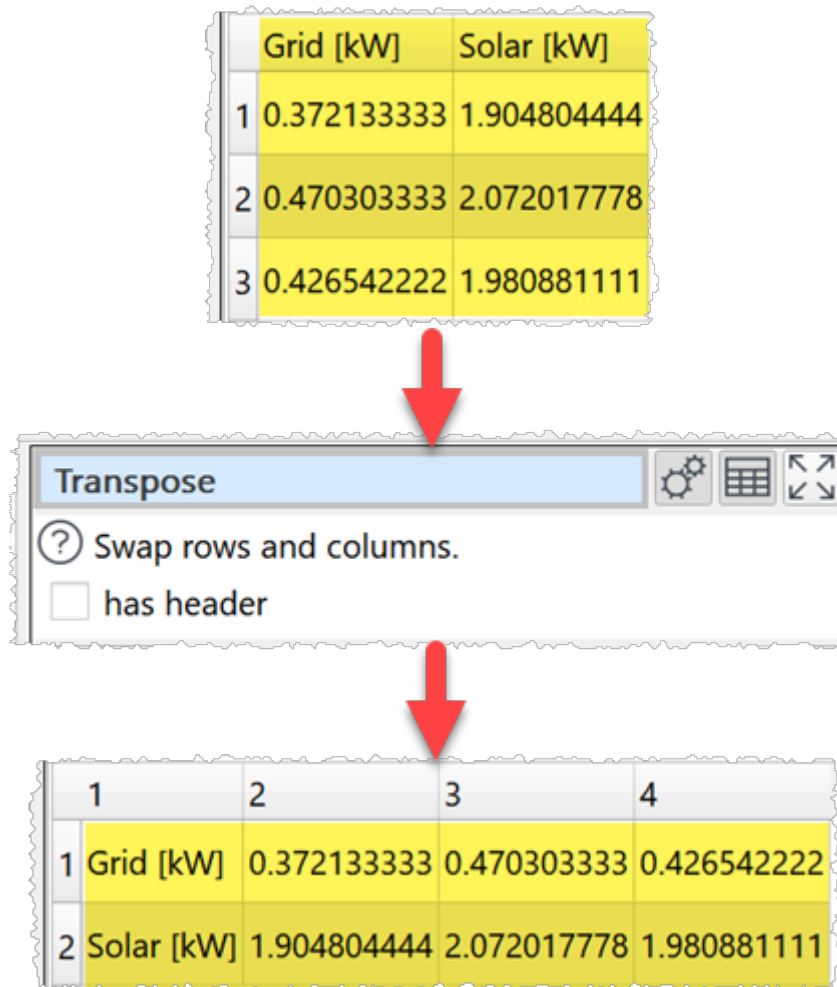 Grid [kW] Solar [kW]
1 0.372133333 1.904804444
2 0.470303333 2.072017778
3 0.426542222 1.980881111
Transpose
? Swap rows and columns.
has header
1 2 3 4
1 Grid [kW] 0.372133333 0.470303333 0.426542222
2 Solar [kW] 1.904804444 2.072017778 1.980881111